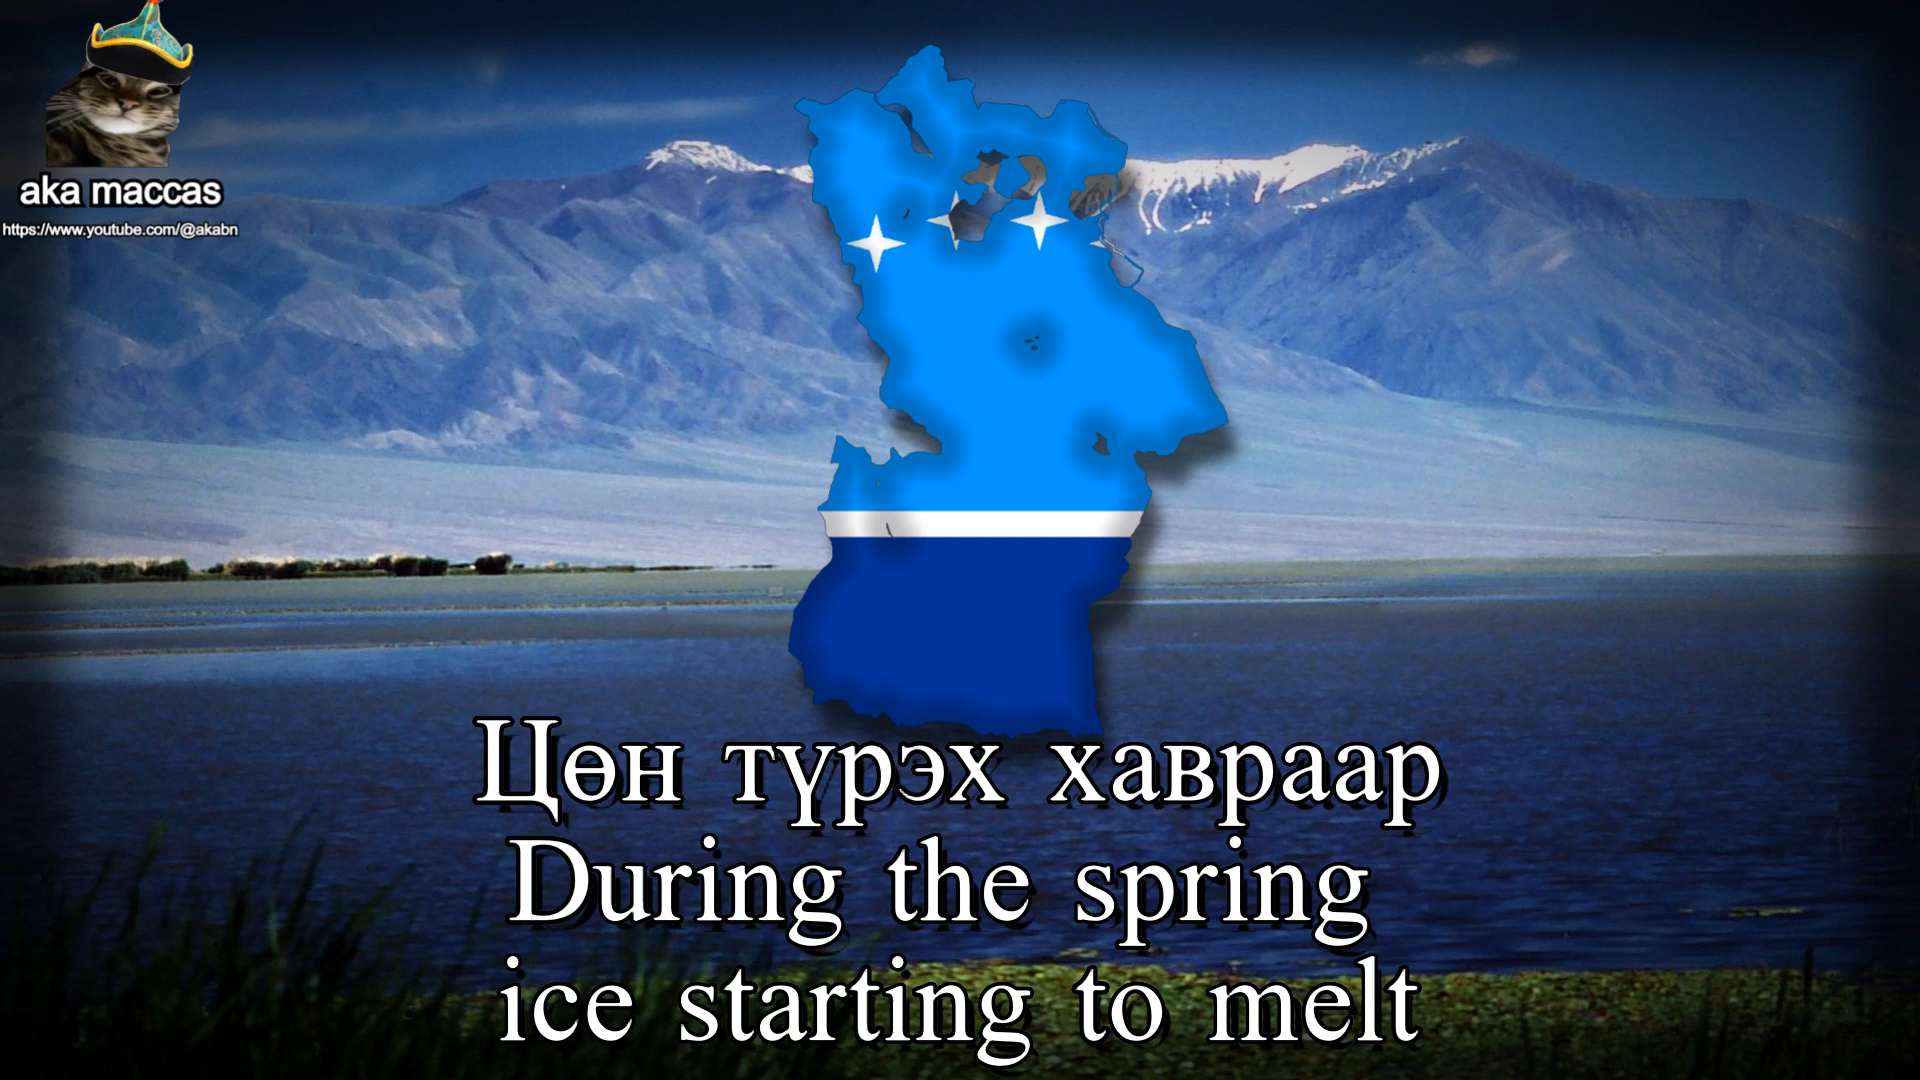 aka maccas
https://www.youtube.com/@akabn
Цөн түрэх хавраар
During the spring
ice starting to melt